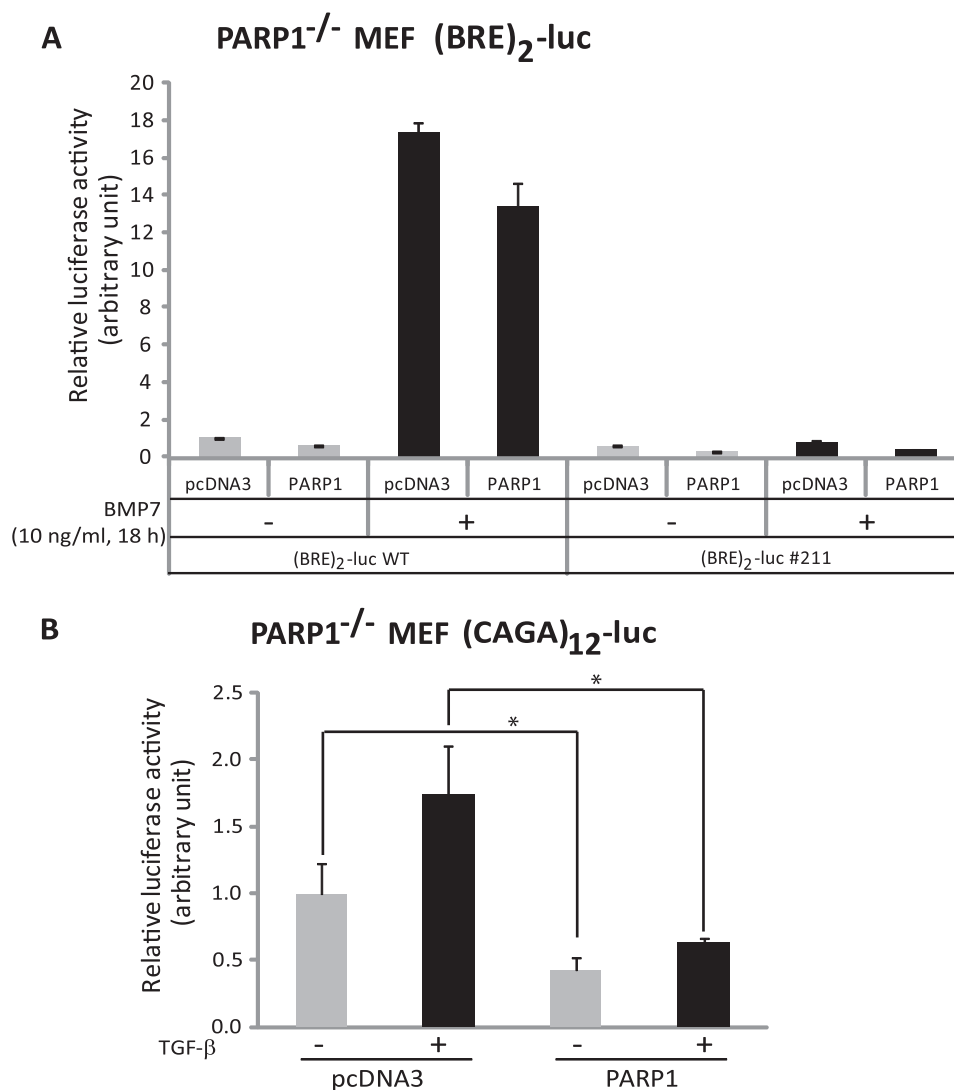 A
PARP1-/- MEF (BRE)2-luc
Relative luciferase activity
(arbitrary unit)
20
18
16
14
12
10
8
6
4
2
0
pcDNA3 PARP1 pcDNA3 PARP1 pcDNA3 PARP1 pcDNA3 PARP1
BMP7
(10 ng/ml, 18 h)
- + - +
(BRE)2-luc WT (BRE)2-luc #211
B
PARP1-/- MEF (CAGA)12-luc
Relative luciferase activity
(arbitrary unit)
2.5
2.0
1.5
1.0
0.5
0.0
* *
TGF-β - + - +
pcDNA3 PARP1